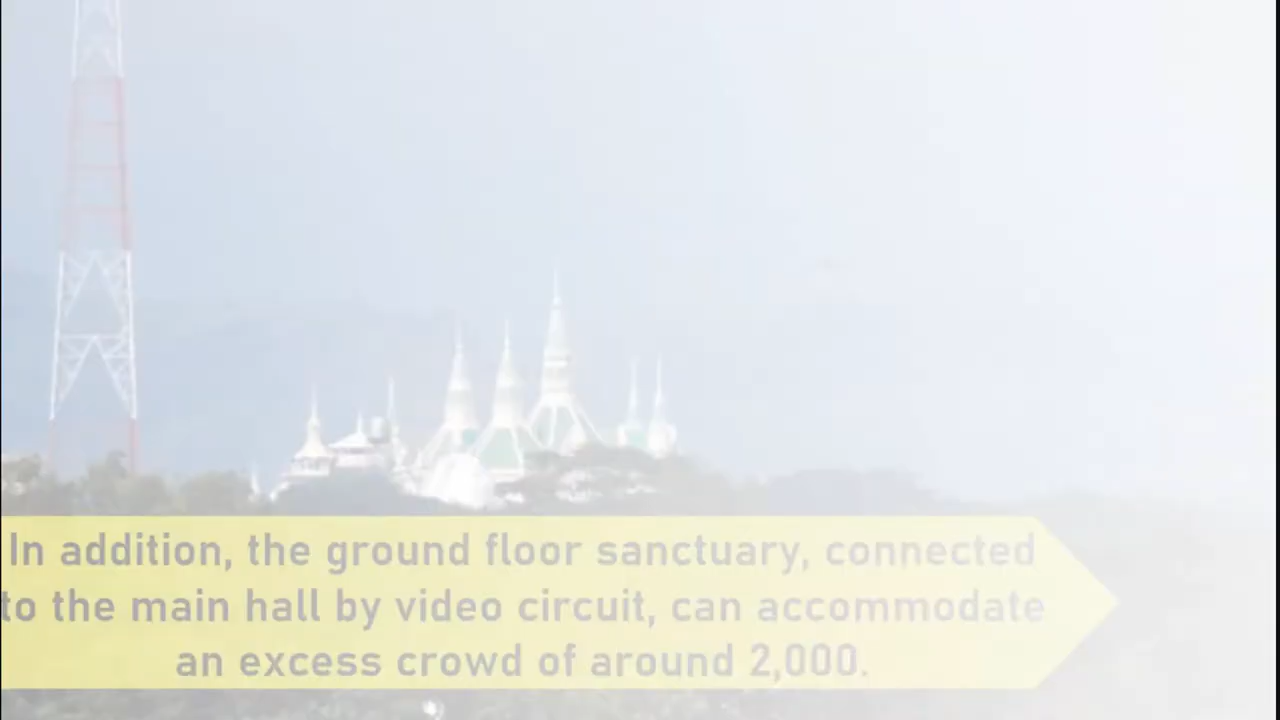 In addition, the ground floor sanctuary, connected
to the main hall by video circuit, can accommodate
an excess crowd of around 2,000.